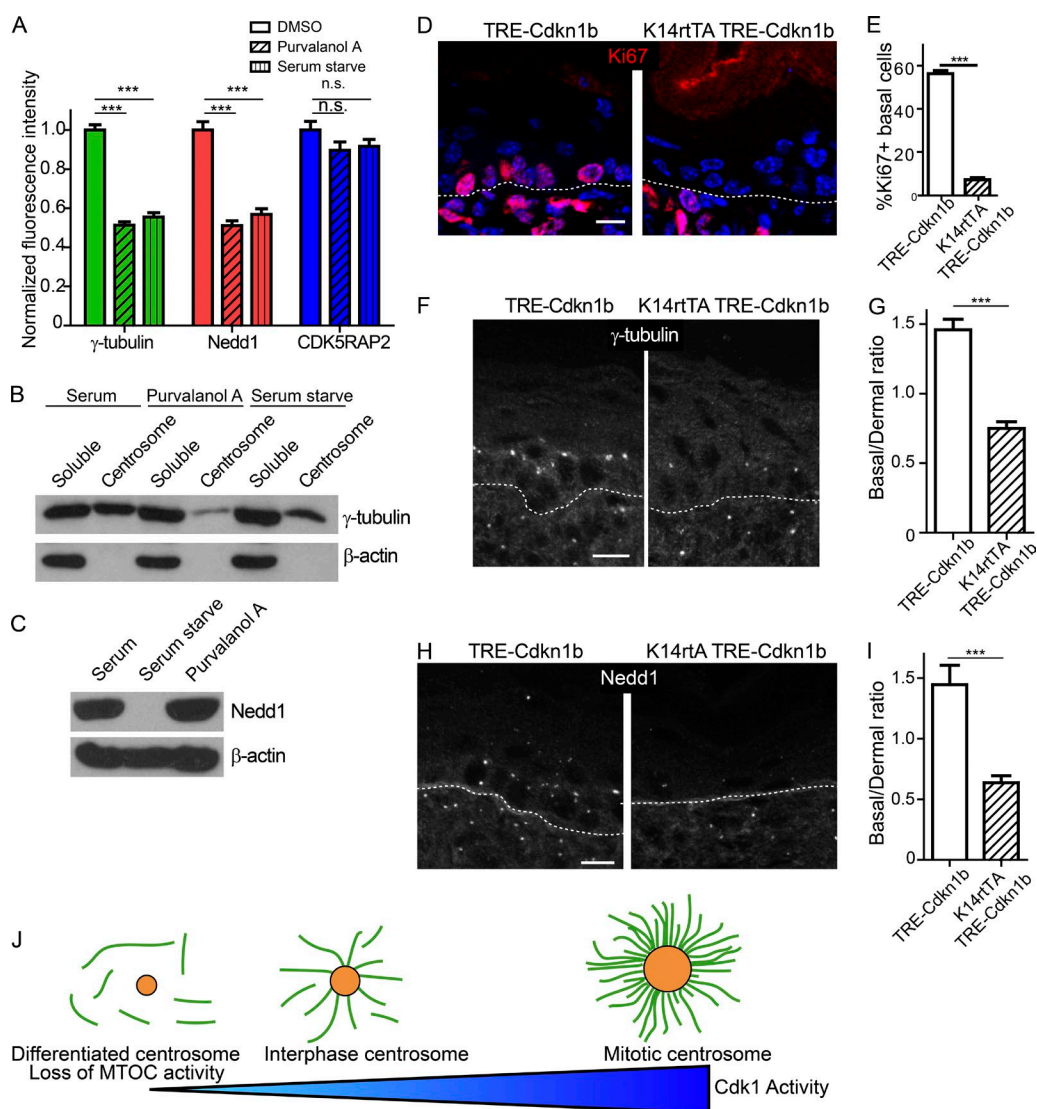 A
DMSO
Purvalanol A
Serum starve
Normalized fluorescence intensity
1.0
0.8
0.6
0.4
0.2
0
***
***
***
***
n.s.
n.s.
γ-tubulin
Nedd1
CDK5RAP2
B
Serum
Purvalanol A
Serum starve
Soluble
Centrosome
Soluble
Centrosome
Soluble
Centrosome
γ-tubulin
β-actin
C
Serum
Serum starve
Purvalanol A
Nedd1
β-actin
D
TRE-Cdkn1b
K14rtTA TRE-Cdkn1b
Ki67
E
%Ki67+ basal cells
60
40
20
0
***
TRE-Cdkn1b
K14rtTA
TRE-Cdkn1b
F
TRE-Cdkn1b
K14rtTA TRE-Cdkn1b
γ-tubulin
G
Basal/Dermal ratio
1.5
1.0
0.5
0
***
TRE-Cdkn1b
K14rtTA
TRE-Cdkn1b
H
TRE-Cdkn1b
K14rtA TRE-Cdkn1b
Nedd1
I
Basal/Dermal ratio
1.5
1.0
0.5
0
***
TRE-Cdkn1b
K14rtTA
TRE-Cdkn1b
J
Differentiated centrosome
Loss of MTOC activity
Interphase centrosome
Mitotic centrosome
Cdk1 Activity